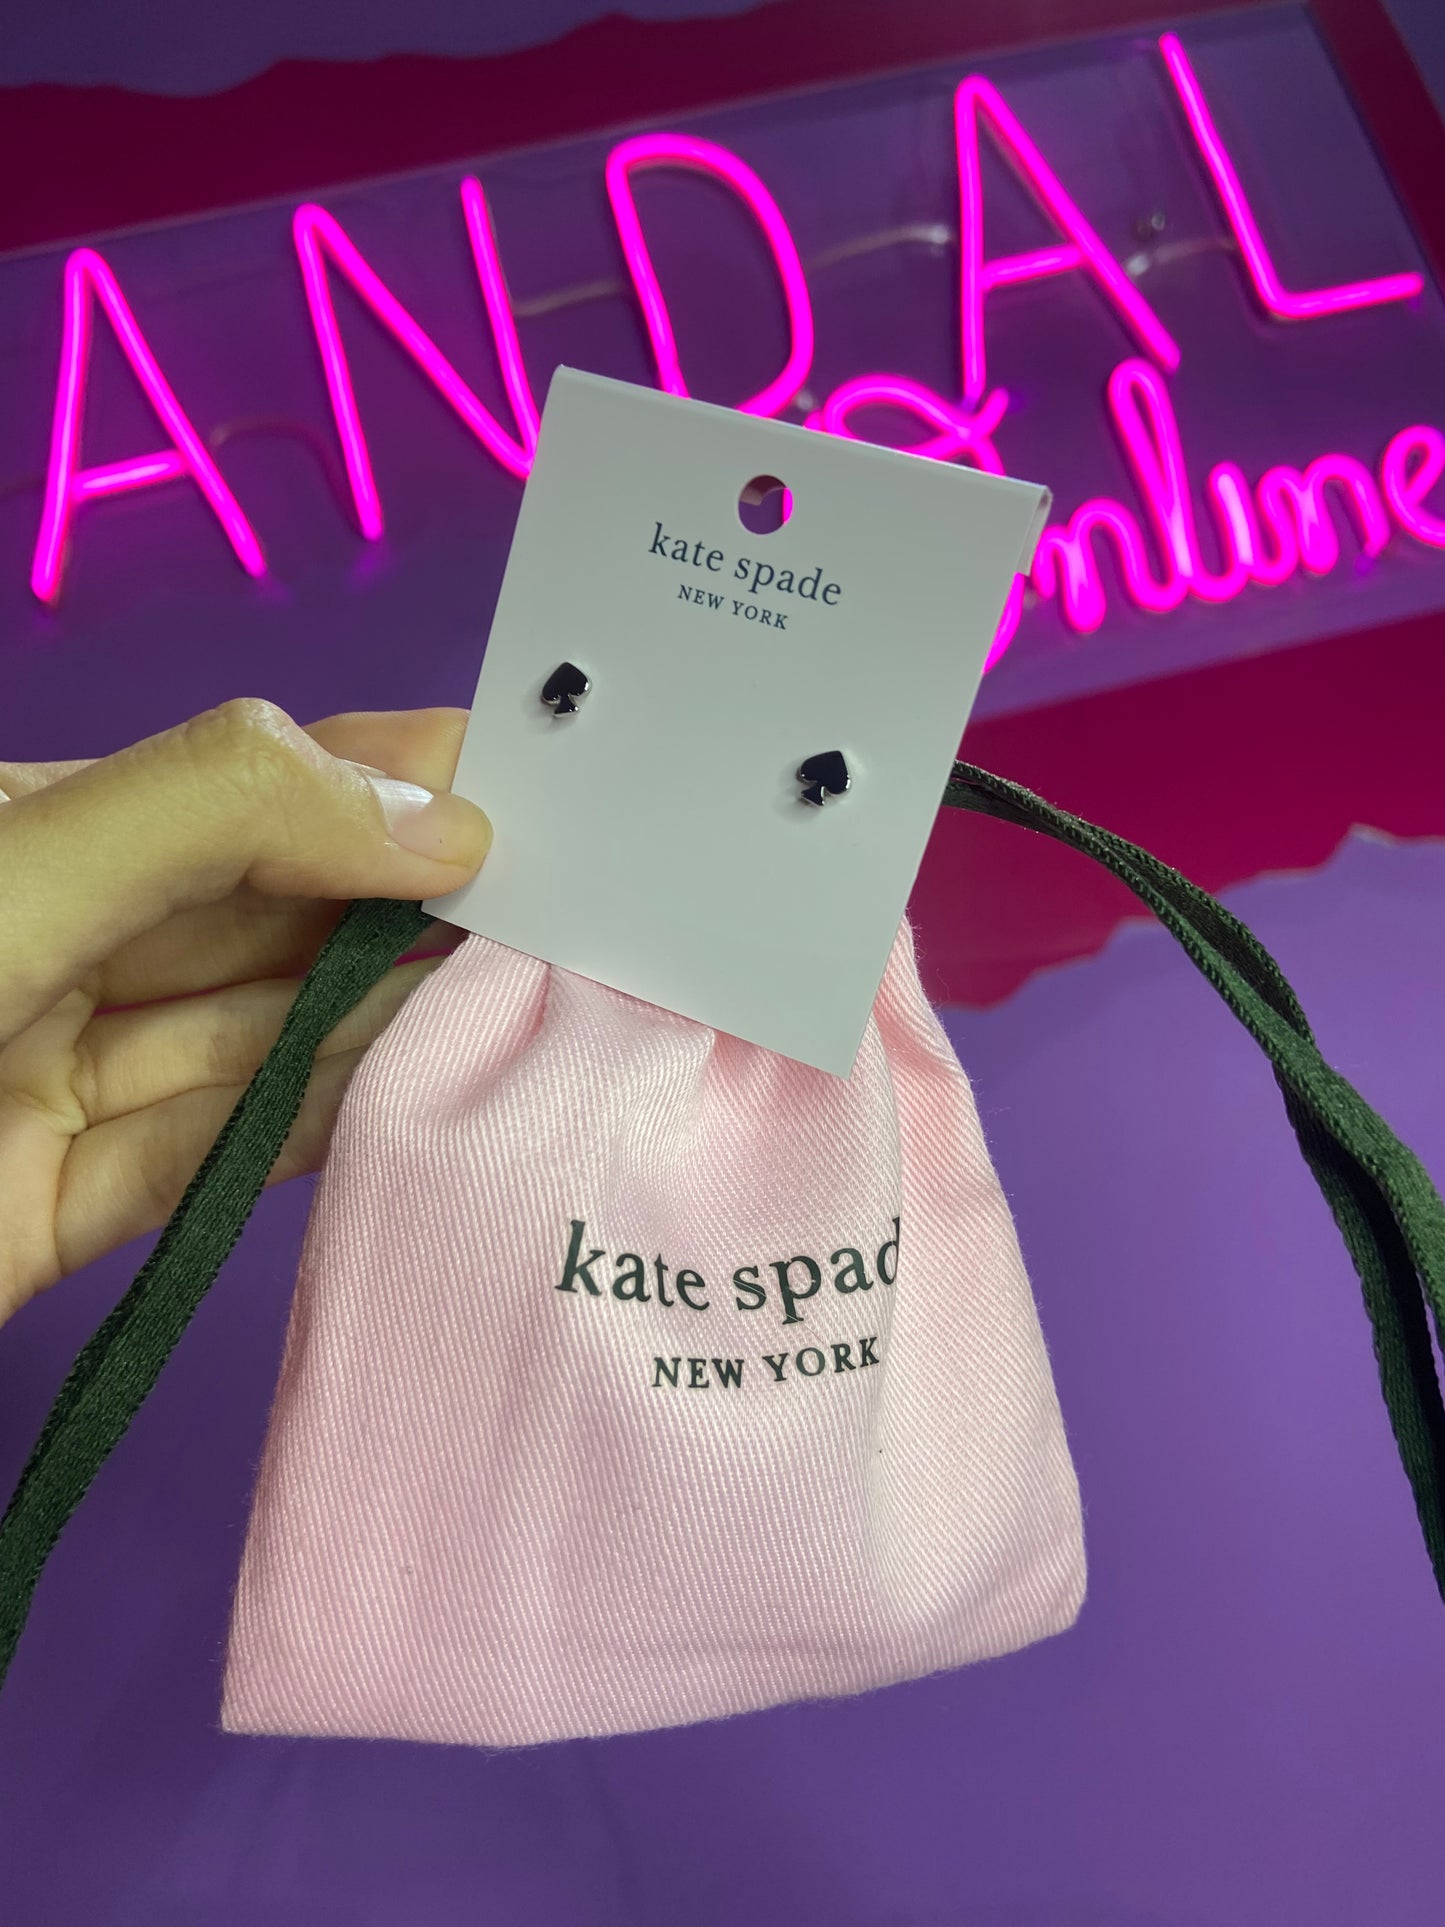 ANDAL
Online
kate spade
NEW YORK
kate spad
NEW YORK